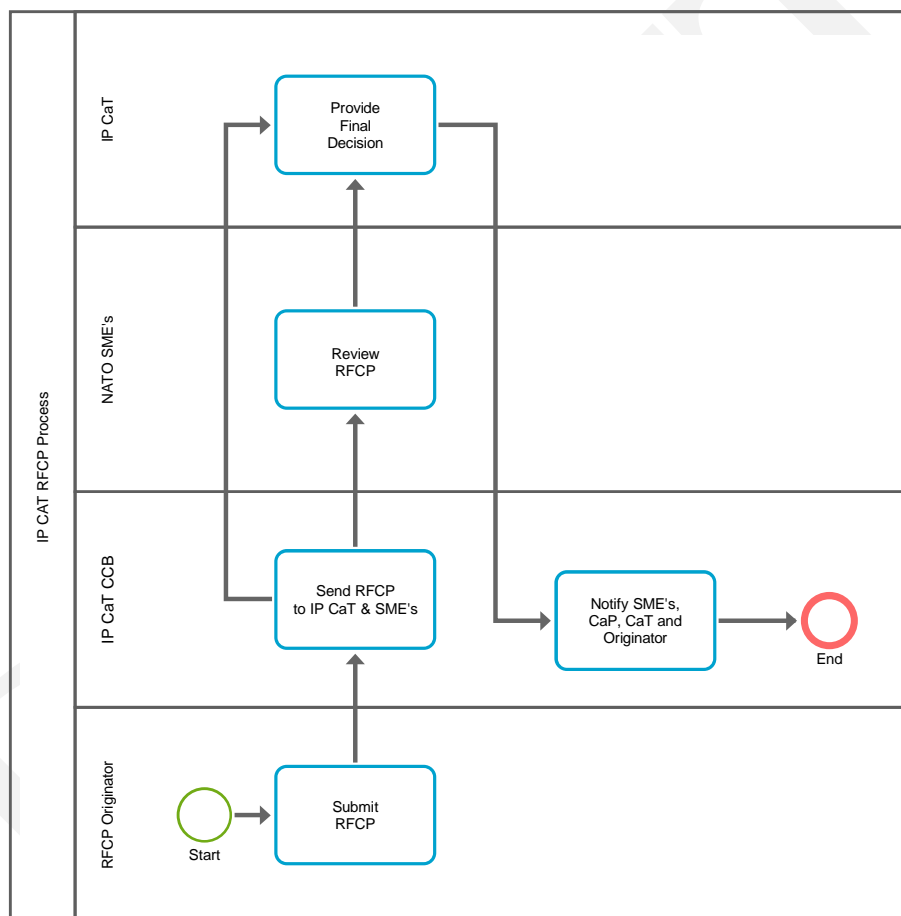 IP CAT RFCP Process
IP CaT
Provide
Final
Decision
NATO SME's
Review
RFCP
IP CaT CCB
Send RFCP
to IP CaT & SME's
Notify SME's,
CaP, CaT and
Originator
End
RFCP Originator
Start
Submit
RFCP